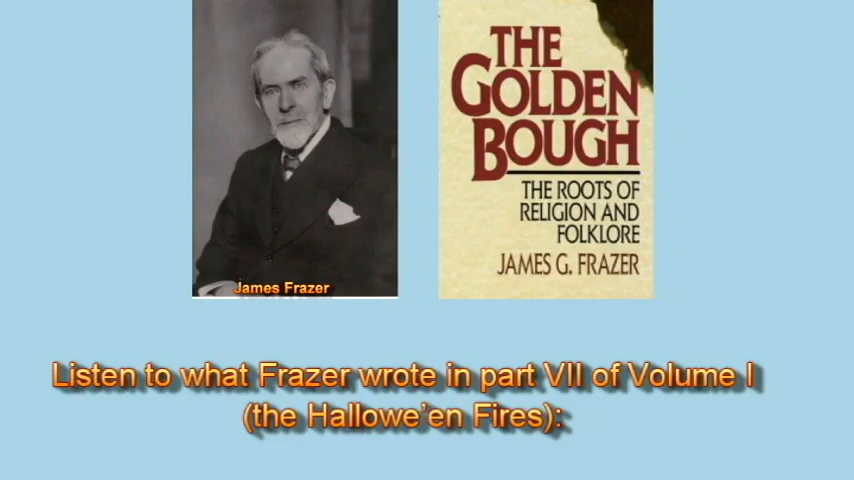 James Frazer
THE
GOLDEN
BOUGH
THE ROOTS OF
RELIGION AND
FOLKLORE
JAMES G. FRAZER
Listen to what Frazer wrote in part VII of Volume I
(the Hallowe’en Fires):